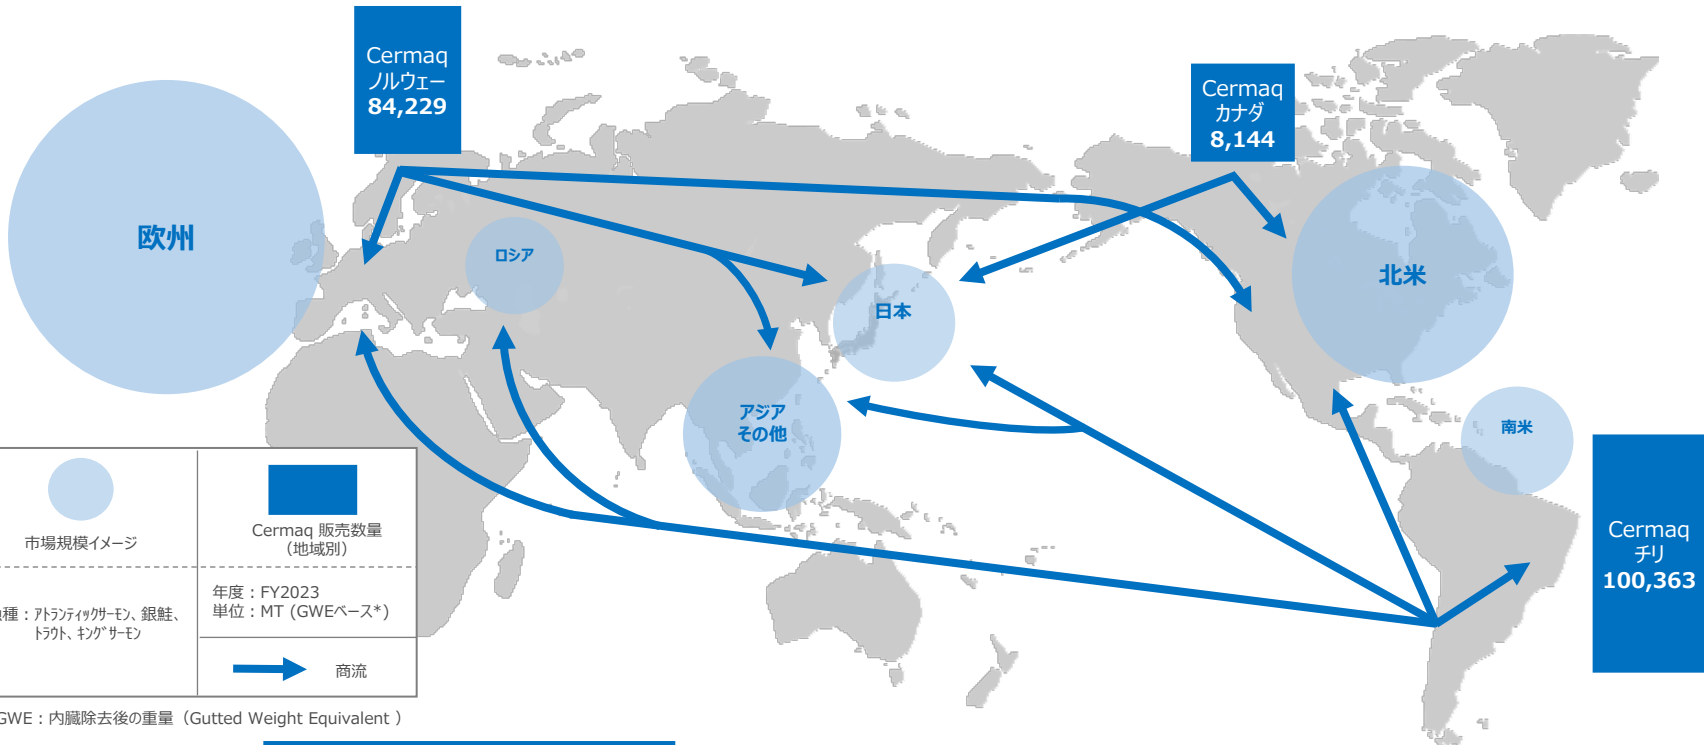 Cermaq
ノルウェー
84,229
Cermaq
カナダ
8,144
欧州
ロシア
日本
北米
アジア
その他
南米
Cermaq
チリ
100,363
市場規模イメージ
Cermaq 販売数量
（地域別）
種：アトランティックサーモン、銀鮭、
トラウト、キングサーモン
年度：FY2023
単位：MT (GWEベース*)
商流
GWE：内臓除去後の重量（Gutted Weight Equivalent ）